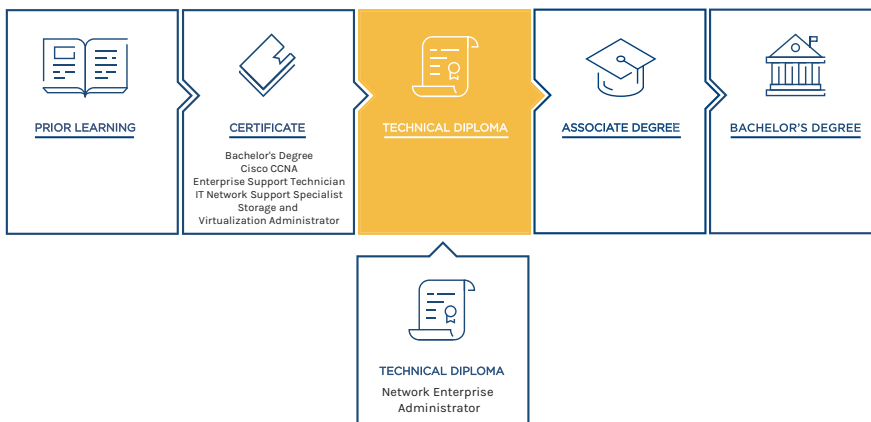 PRIOR LEARNING
CERTIFICATE
Bachelor's Degree
Cisco CCNA
Enterprise Support Technician
IT Network Support Specialist
Storage and
Virtualization Administrator
TECHNICAL DIPLOMA
ASSOCIATE DEGREE
BACHELOR'S DEGREE
TECHNICAL DIPLOMA
Network Enterprise
Administrator